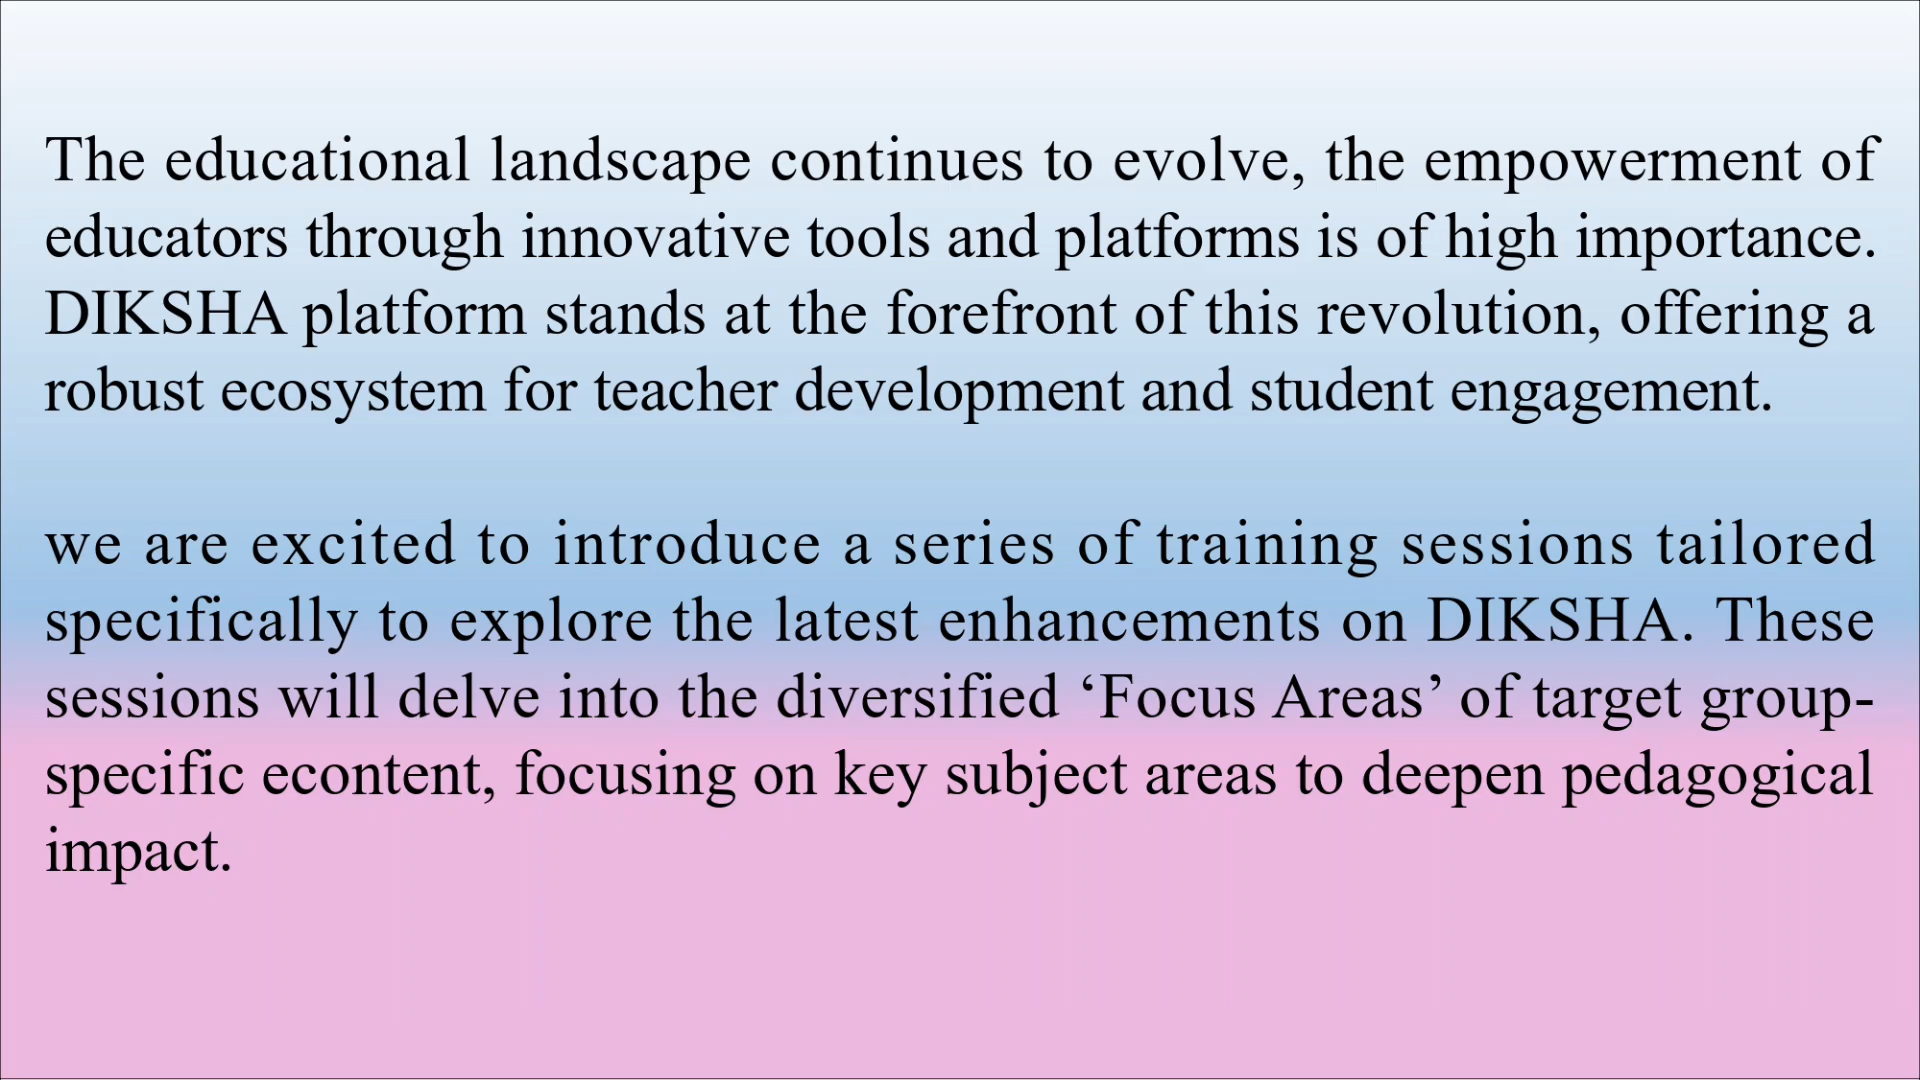 The educational landscape continues to evolve, the empowerment of
educators through innovative tools and platforms is of high importance.
DIKSHA platform stands at the forefront of this revolution, offering a
robust ecosystem for teacher development and student engagement.
we are excited to introduce a series of training sessions tailored
specifically to explore the latest enhancements on DIKSHA. These
sessions will delve into the diversified ‘Focus Areas’ of target group-
specific econtent, focusing on key subject areas to deepen pedagogical
impact.